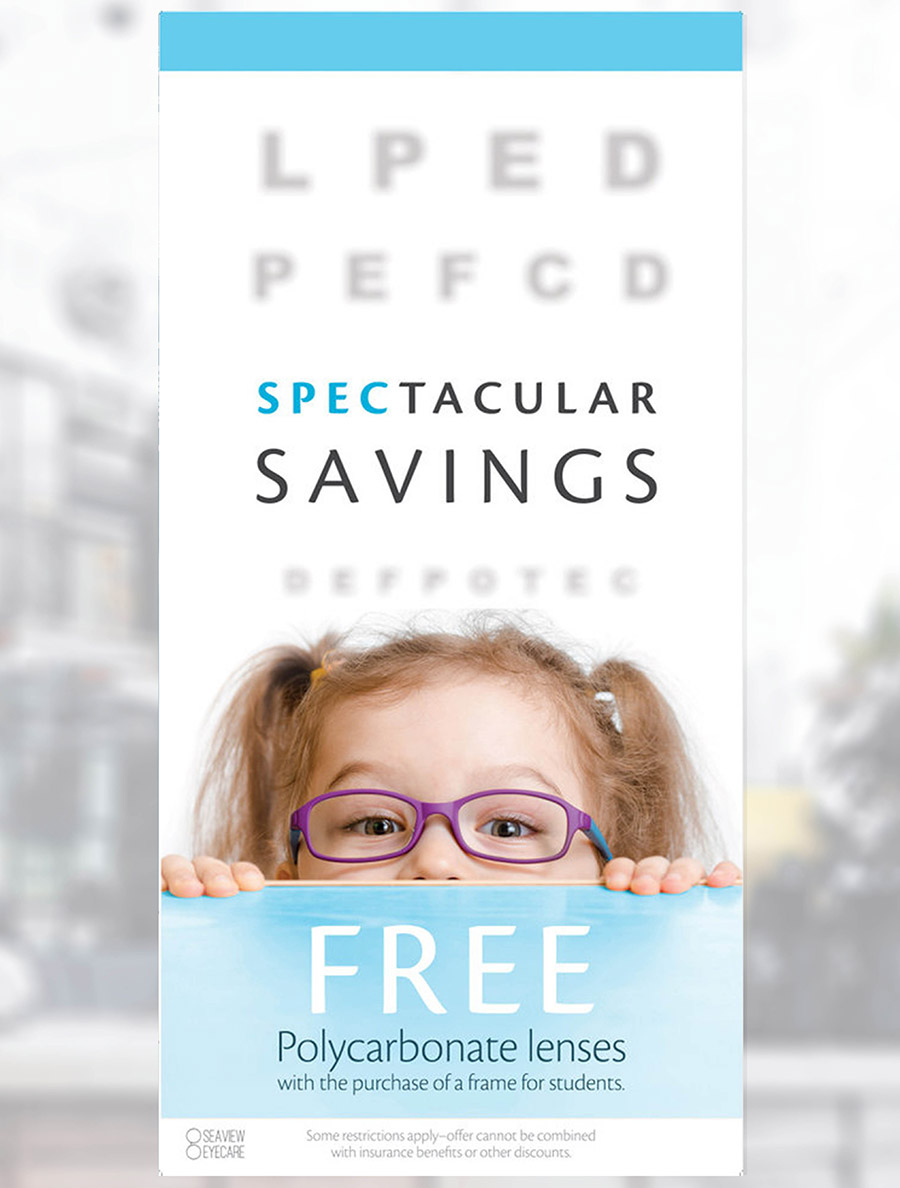 L P E D
P E F C D
SPECTACULAR
SAVINGS
D E F P O T E C
FREE
Polycarbonate lenses
with the purchase of a frame for students.
SEAVIEW
EYECARE
Some restrictions apply–offer cannot be combined
with insurance benefits or other discounts.